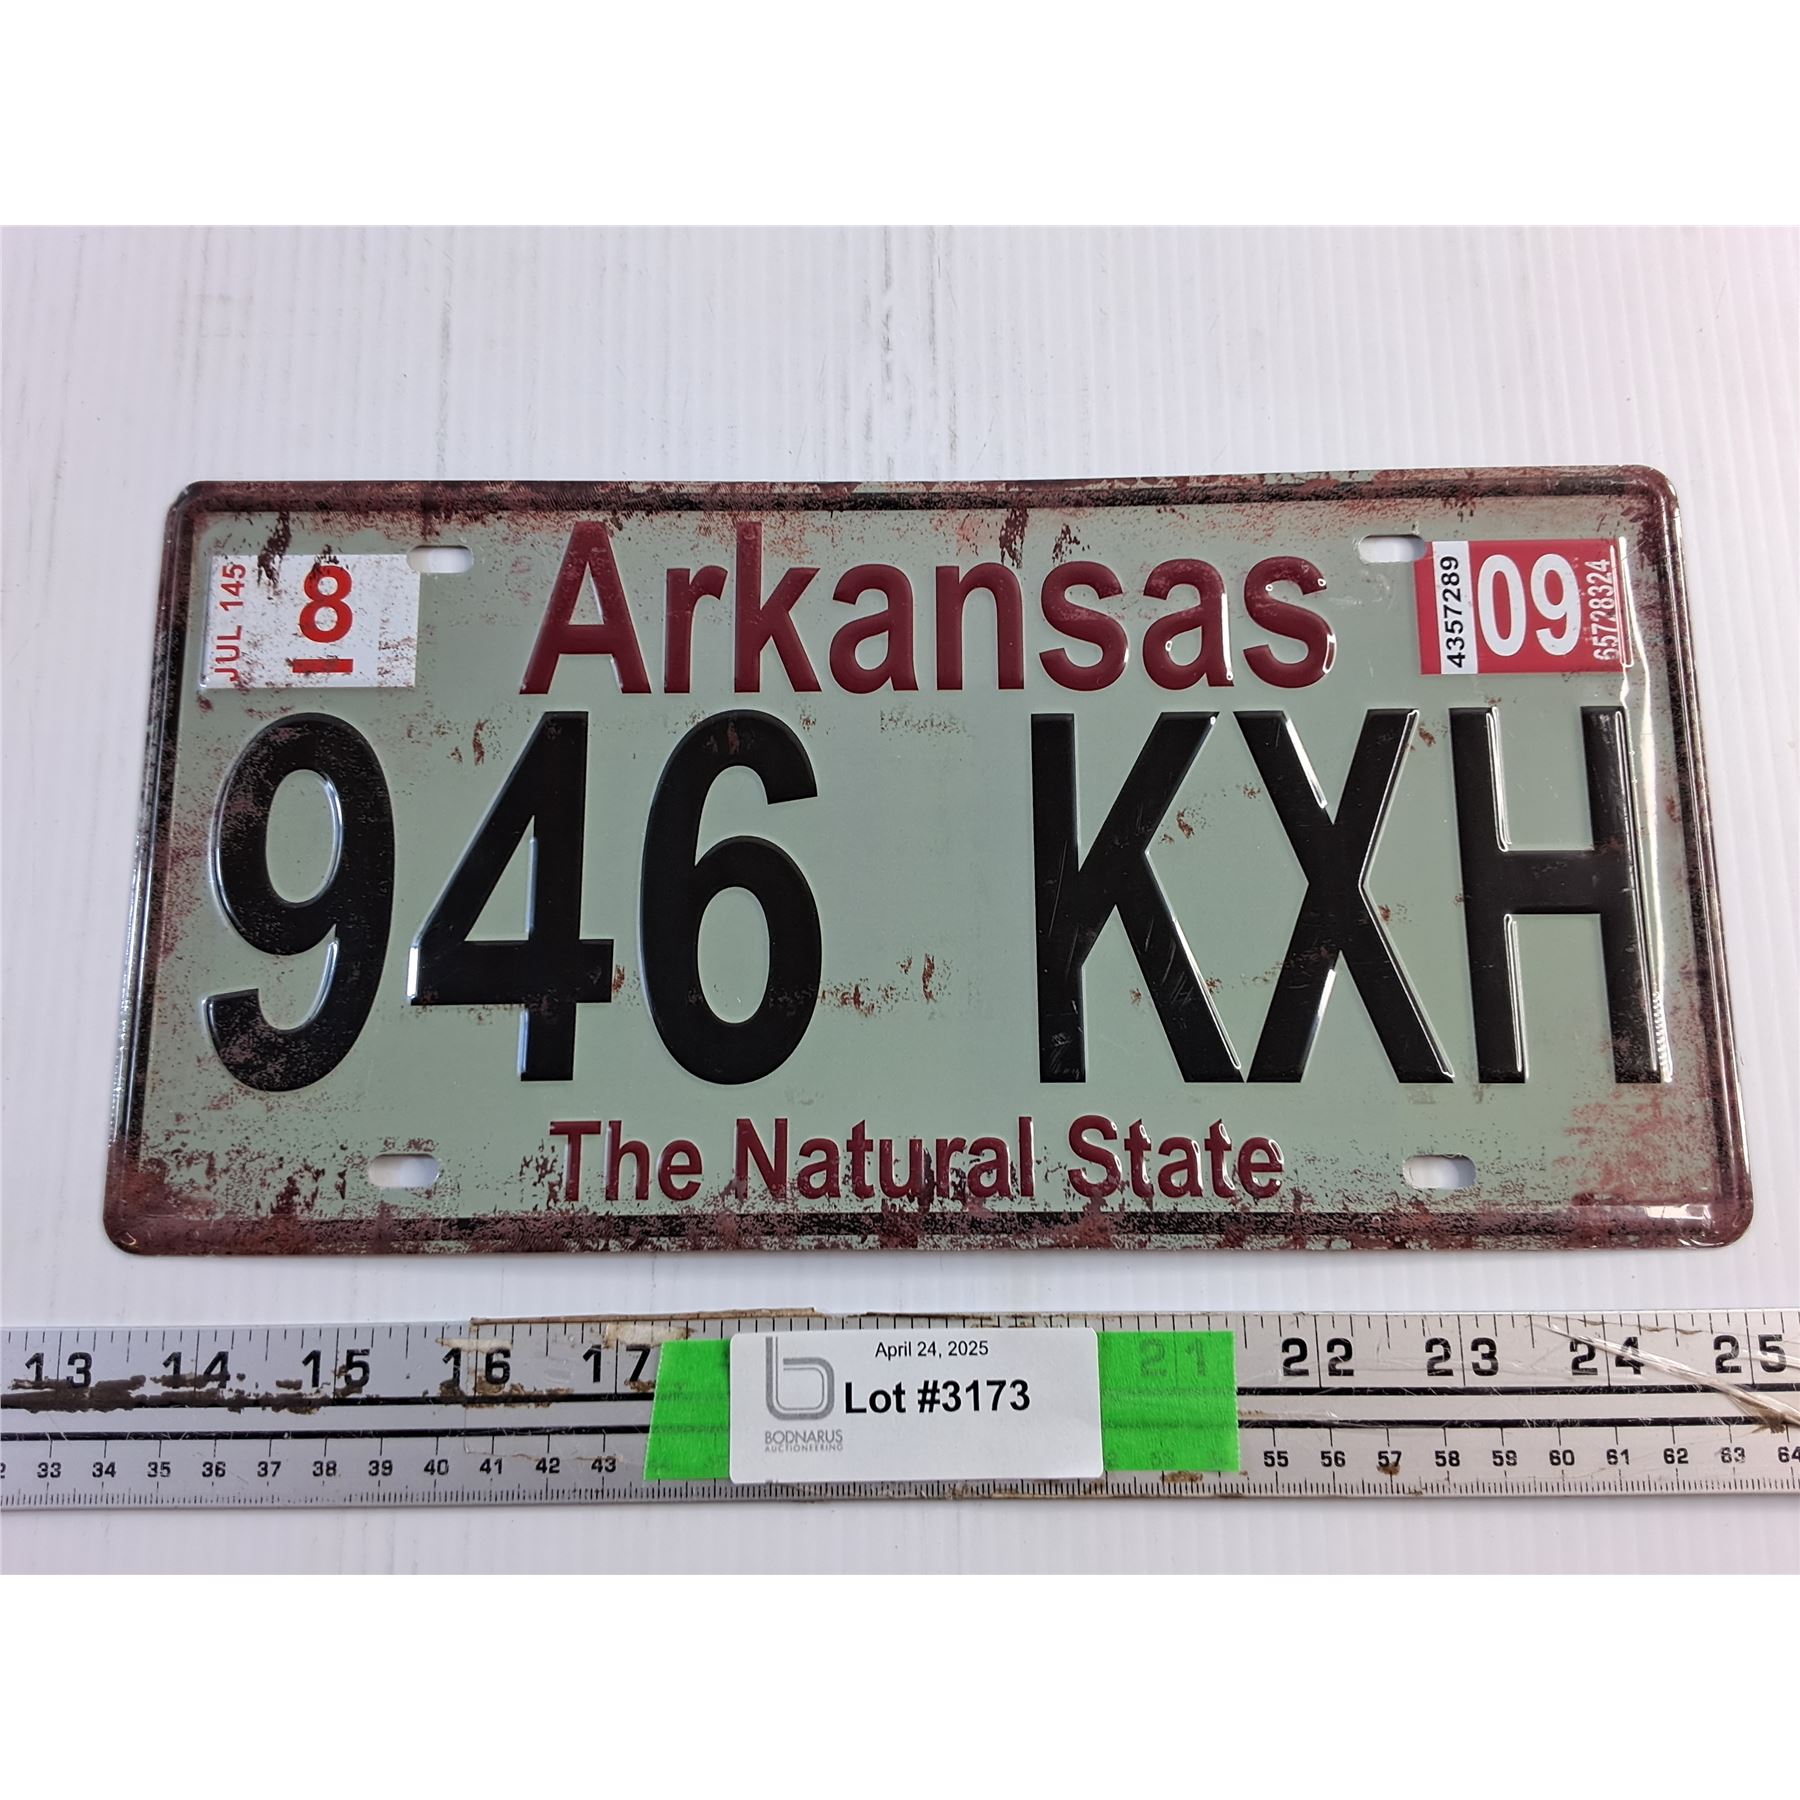 Arkansas
JUL 145
8
4357289
09
65728324
946 KXH
The Natural State
13 14 15 16 17 21 22 23 24 25
April 24, 2025
Lot #3173
BODNARUS
AUCTIONEERING
33 34 35 36 37 38 39 40 41 42 43 55 56 57 58 59 60 61 62 63 64